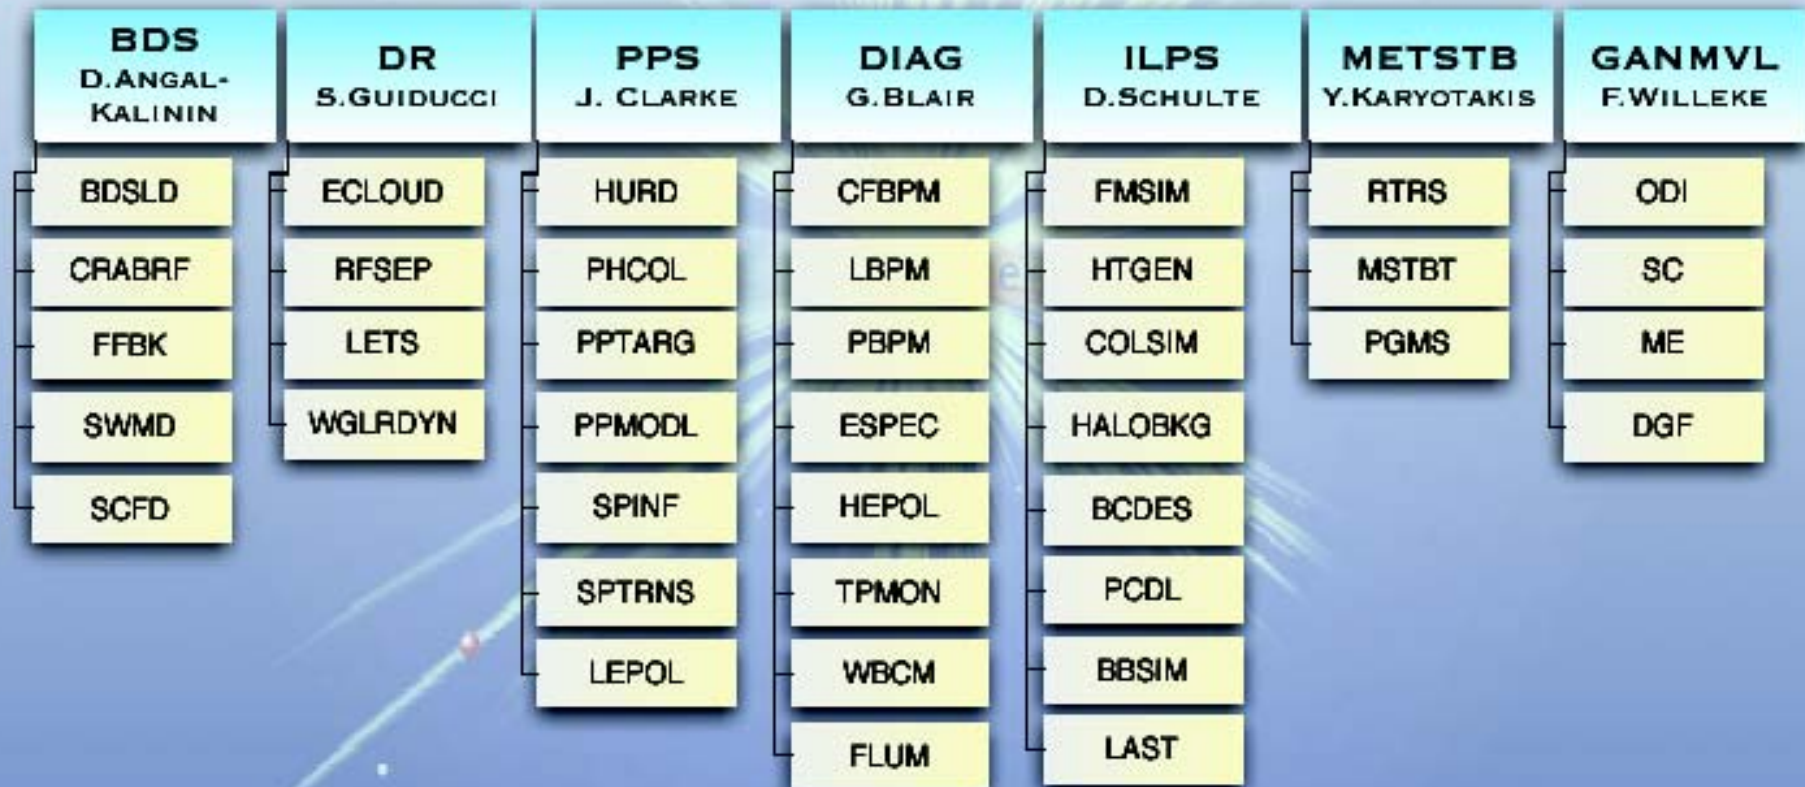 BDS
D.ANGAL-
KALININ
BDSLD
CRABRF
FFBK
SWMD
SCFD
DR
S.GUIDUCCI
ECLOUD
RFSEP
LETS
WGLRDYN
PPS
J. CLARKE
HURD
PHCOL
PPTARG
PPMODL
SPINF
SPTRNS
LEPOL
DIAG
G.BLAIR
CFBPM
LBPM
PBPM
ESPEC
HEPOL
TPMON
WBCM
FLUM
ILPS
D.SCHULTE
FMSIM
HTGEN
COLSIM
HALOBKG
BCDES
PCDL
BBSIM
LAST
METSTB
Y.KARYOTAKIS
RTRS
MSTBT
PGMS
GANMVL
F.WILLEKE
ODI
SC
ME
DGF